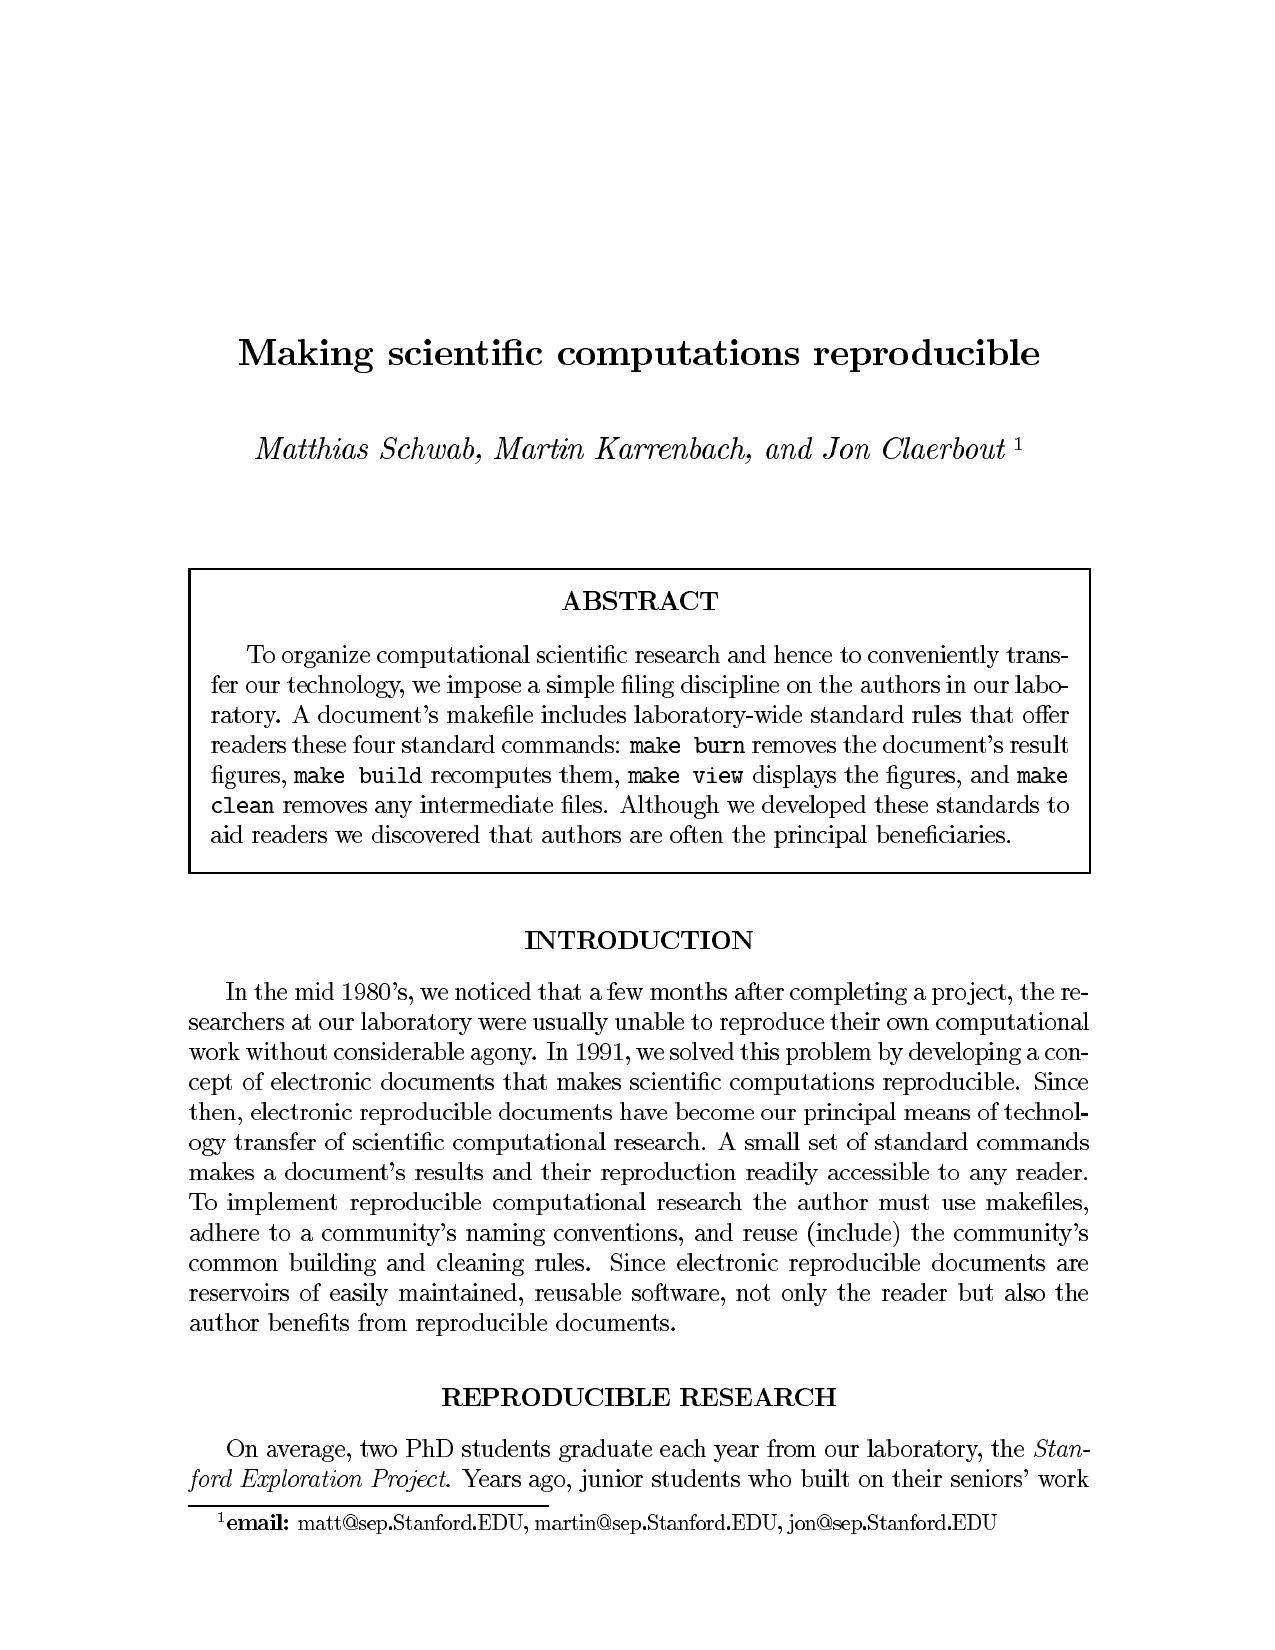 Making scientific computations reproducible
Matthias Schwab, Martin Karrenbach, and Jon Claerbout 1
ABSTRACT
To organize computational scientific research and hence to conveniently trans-
fer our technology, we impose a simple filing discipline on the authors in our labo-
ratory. A document's makefile includes laboratory-wide standard rules that offer
readers these four standard commands: make burn removes the document's result
figures, make build recomputes them, make view displays the figures, and make
clean removes any intermediate files. Although we developed these standards to
aid readers we discovered that authors are often the principal beneficiaries.
INTRODUCTION
In the mid 1980's, we noticed that a few months after completing a project, the re-
searchers at our laboratory were usually unable to reproduce their own computational
work without considerable agony. In 1991, we solved this problem by developing a con-
cept of electronic documents that makes scientific computations reproducible. Since
then, electronic reproducible documents have become our principal means of technol-
ogy transfer of scientific computational research. A small set of standard commands
makes a document's results and their reproduction readily accessible to any reader.
To implement reproducible computational research the author must use makefiles,
adhere to a community's naming conventions, and reuse (include) the community's
common building and cleaning rules. Since electronic reproducible documents are
reservoirs of easily maintained, reusable software, not only the reader but also the
author benefits from reproducible documents.
REPRODUCIBLE RESEARCH
On average, two PhD students graduate each year from our laboratory, the Stan-
ford Exploration Project. Years ago, junior students who built on their seniors' work
1email: matt@sep.Stanford.EDU, martin@sep.Stanford.EDU, jon@sep.Stanford.EDU